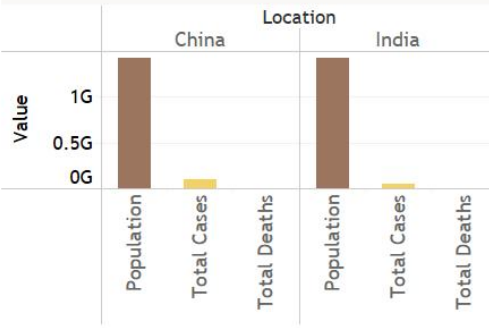 Location
China India
Value
1G
0.5G
0G
Population
Total Cases
Total Deaths
Population
Total Cases
Total Deaths